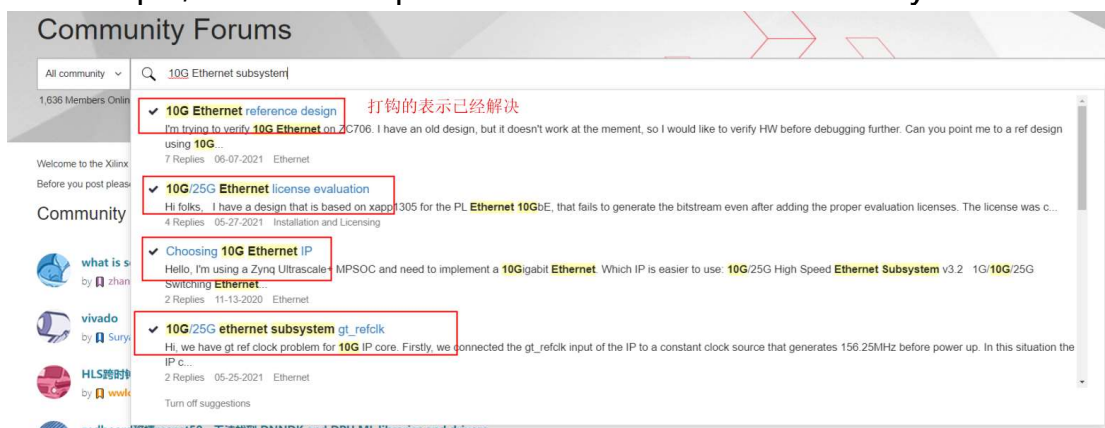 Community Forums
All community
10G Ethernet subsystem
1,636 Members Onlin
10G Ethernet reference design
打钩的表示已经解决
I'm trying to verify 10G Ethernet on ZC706. I have an old design, but it doesn't work at the mement, so I would like to verify HW before debugging further. Can you point me to a ref design
using 10G...
7 Replies 06-07-2021 Ethernet
Welcome to the Xilinx
Before you post pleas
10G/25G Ethernet license evaluation
Hi folks, I have a design that is based on xapp1305 for the PL Ethernet 10GbE, that fails to generate the bitstream even after adding the proper evaluation licenses. The license was c...
4 Replies 05-27-2021 Installation and Licensing
Community
Choosing 10G Ethernet IP
Hello, I'm using a Zynq Ultrascale+ MPSOC and need to implement a 10Gigabit Ethernet. Which IP is easier to use: 10G/25G High Speed Ethernet Subsystem v3.2 1G/10G/25G
Switching Ethernet...
2 Replies 11-13-2020 Ethernet
what is s
by zhan
10G/25G ethernet subsystem gt_refclk
Hi, we have gt ref clock problem for 10G IP core. Firstly, we connected the gt_refclk input of the IP to a constant clock source that generates 156.25MHz before power up. In this situation the
IP c...
2 Replies 05-25-2021 Ethernet
vivado
by Surya
HLS跨时钟
by wwlc
Turn off suggestions